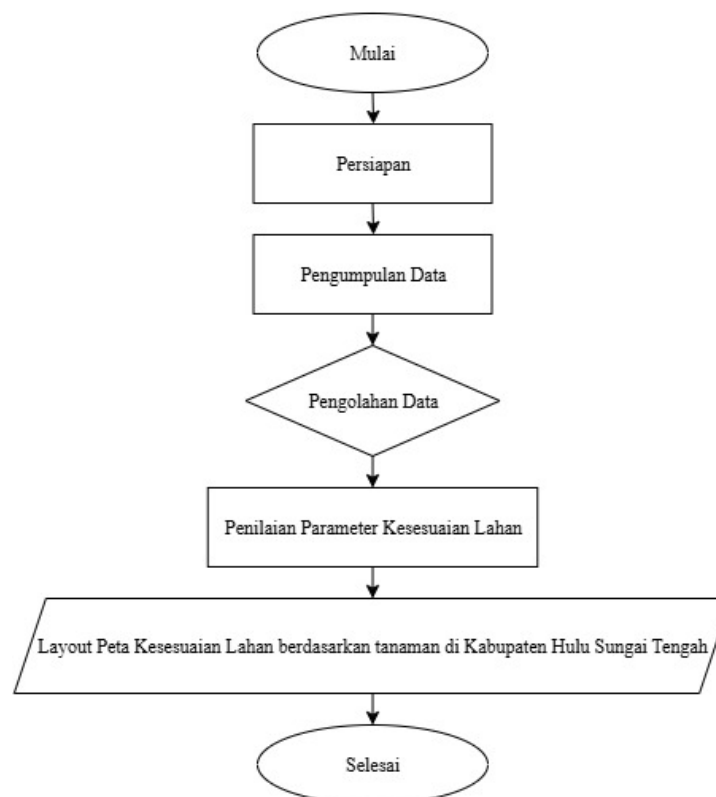 Mulai
Persiapan
Pengumpulan Data
Pengolahan Data
Penilaian Parameter Kesesuaian Lahan
Layout Peta Kesesuaian Lahan berdasarkan tanaman di Kabupaten Hulu Sungai Tengah
Selesai